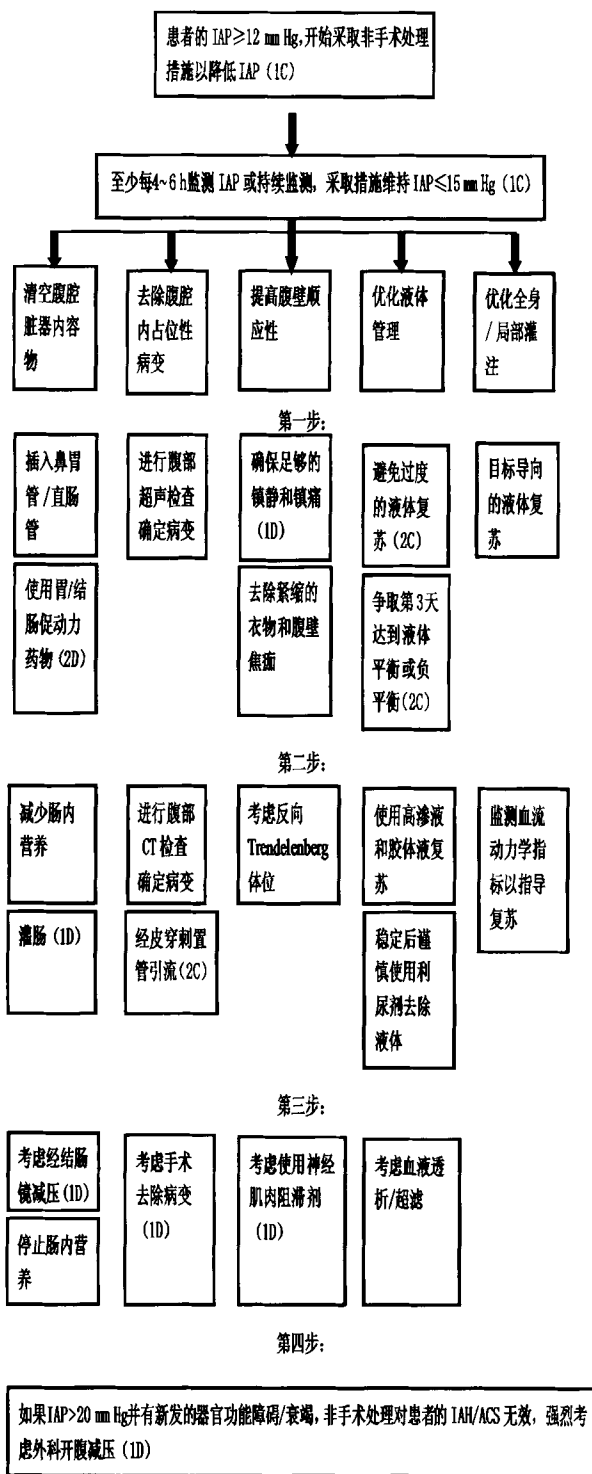 患者的 IAP≥12 mm Hg,开始采取非手术处理
措施以降低 IAP (1C)
至少每4~6 h监测 IAP 或持续监测, 采取措施维持 IAP≤15 mm Hg (1C)
清空腹腔
脏器内容
物
去除腹腔
内占位性
病变
提高腹壁顺
应性
优化液体
管理
优化全身
/ 局部灌
注
第一步:
插入鼻胃
管 /直肠
管
使用胃/结
肠促动力
药物 (2D)
进行腹部
超声检查
确定病变
确保足够的
镇静和镇痛
(1D)
去除紧缩的
衣物和腹壁
焦痂
避免过度
的液体复
苏 (2C)
争取第3天
达到液体
平衡或负
平衡(2C)
目标导向
的液体复
苏
第二步:
减少肠内
营养
灌肠 (1D)
进行腹部
CT 检查
确定病变
经皮穿刺置
管引流(2C)
考虑反向
Trendelenberg
体位
使用高渗液
和胶体液复
苏
稳定后谨
慎使用利
尿剂去除
液体
监测血流
动力学指
标以指导
复苏
第三步:
考虑经结肠
镜减压(1D)
停止肠内营
养
考虑手术
去除病变
(1D)
考虑使用神经
肌肉阻滞剂
(1D)
考虑血液透
析/超滤
第四步:
如果IAP>20 mm Hg并有新发的器官功能障碍/衰竭, 非手术处理对患者的 IAH/ACS 无效, 强烈考
虑外科开腹减压 (1D)